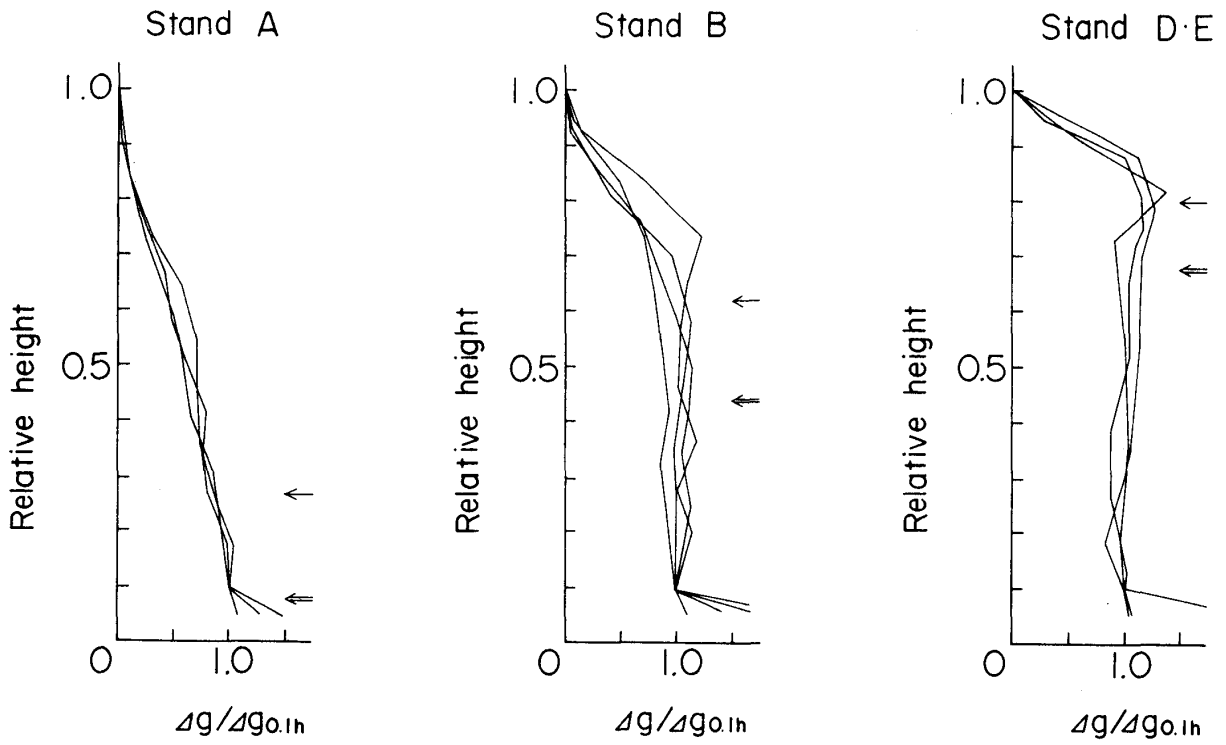 Stand A
Stand B
Stand D·E
1.0
0.5
0
1.0
Relative height
Δg/Δg0.1h
1.0
0.5
0
1.0
Relative height
Δg/Δg0.1h
1.0
0.5
0
1.0
Relative height
Δg/Δg0.1h